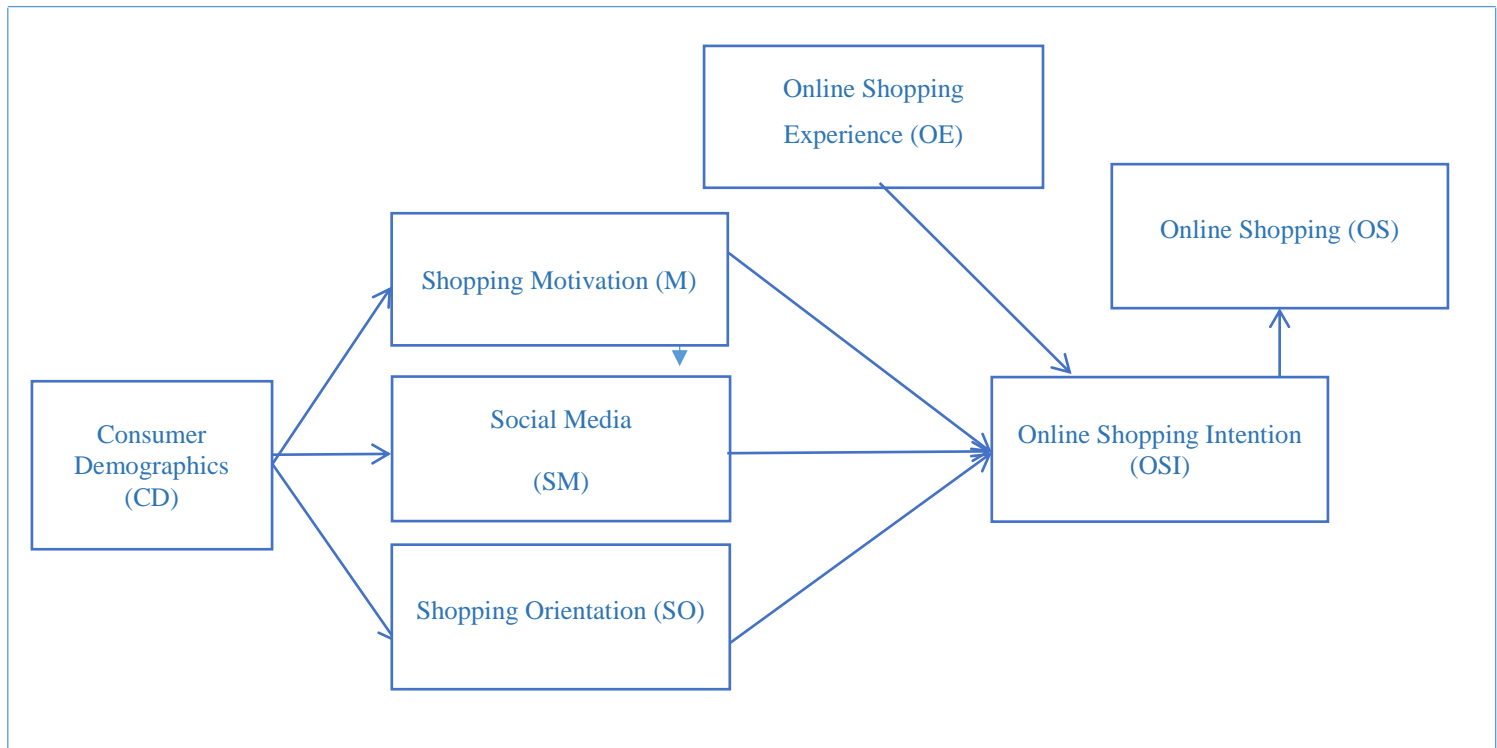 Online Shopping
Experience (OE)
Online Shopping (OS)
Shopping Motivation (M)
Social Media
(SM)
Consumer
Demographics
(CD)
Online Shopping Intention
(OSI)
Shopping Orientation (SO)